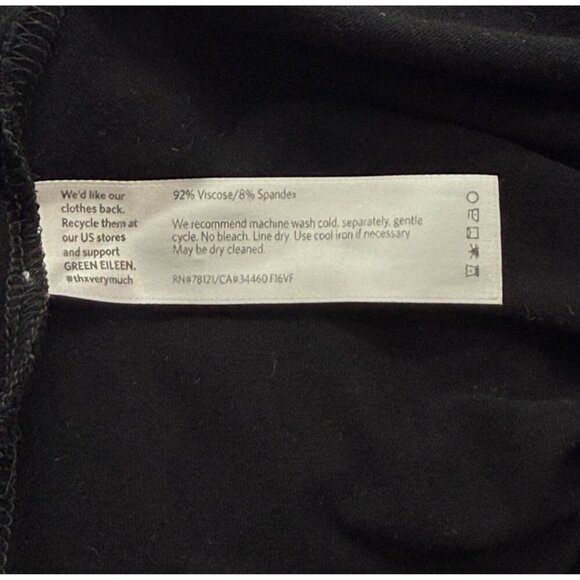 We'd like our
clothes back.
Recycle them at
our US stores
and support
GREEN EILEEN.
#thxverymuch
92% Viscose/8% Spandex
We recommend machine wash cold, separately, gentle
cycle. No bleach. Line dry. Use cool iron if necessary
May be dry cleaned.
RN#78121/CA#34460 F16VF